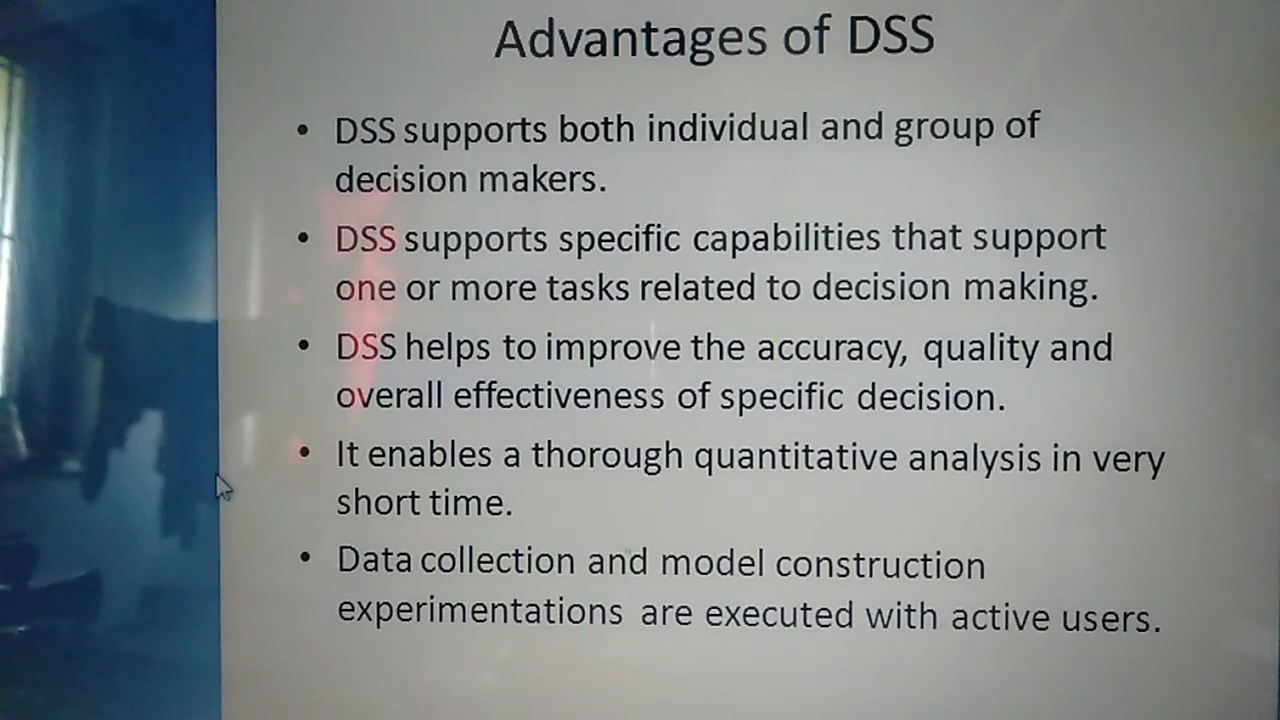 Advantages of DSS
• DSS supports both individual and group of
decision makers.
• DSS supports specific capabilities that support
one or more tasks related to decision making.
• DSS helps to improve the accuracy, quality and
overall effectiveness of specific decision.
• It enables a thorough quantitative analysis in very
short time.
• Data collection and model construction
experimentations are executed with active users.